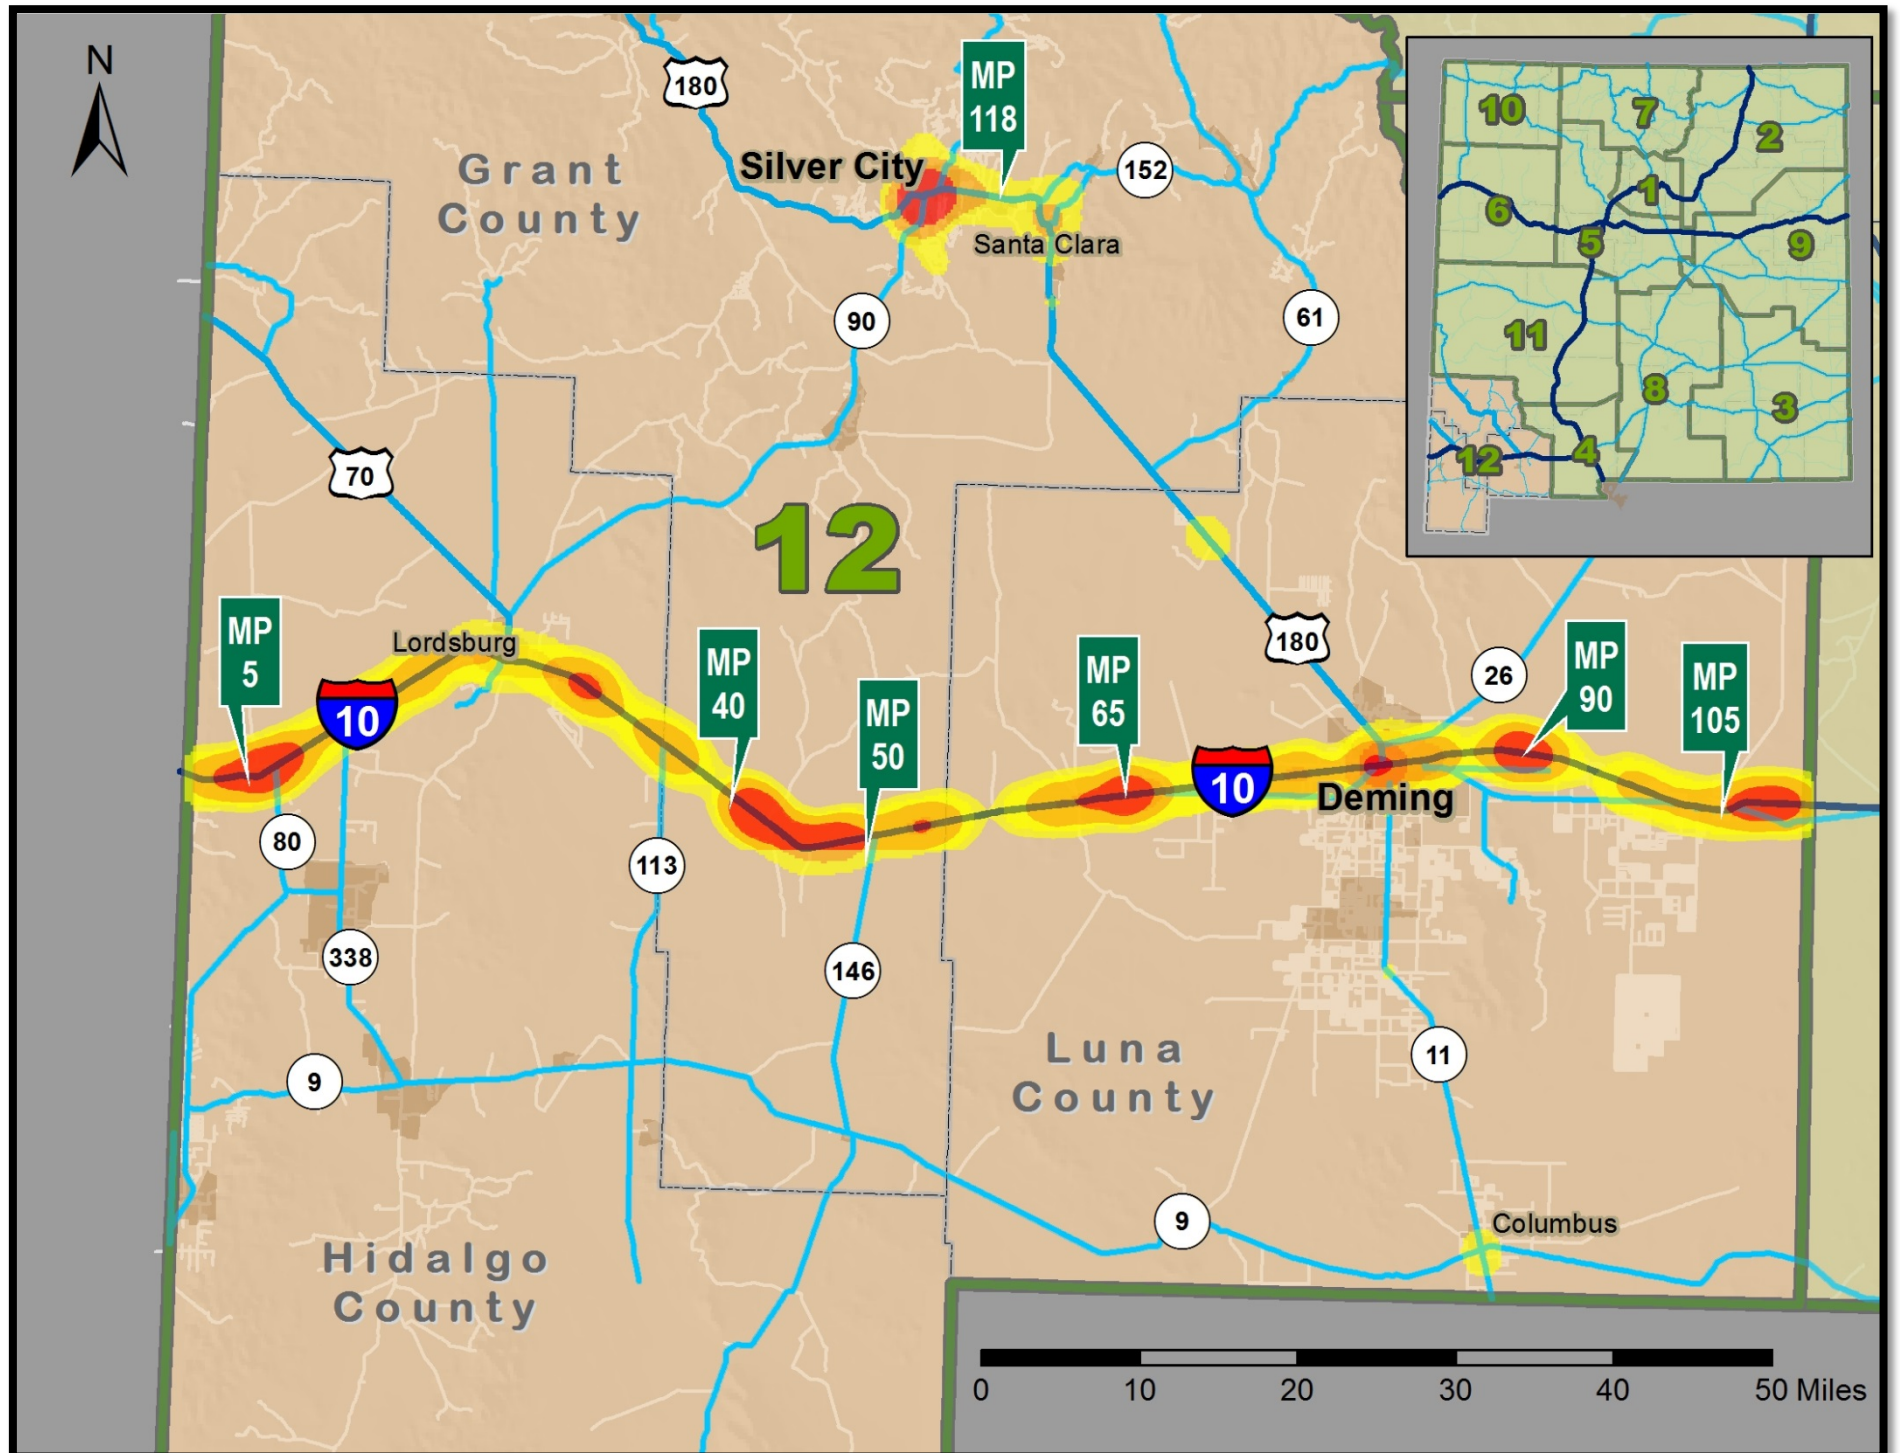 N
180
MP
118
Silver City
152
Grant
County
Santa Clara
90
61
10
7
2
1
6
5
9
11
8
3
12
4
70
12
MP
5
Lordsburg
10
MP
40
MP
50
MP
65
180
26
MP
90
MP
105
10
Deming
80
113
338
146
9
Luna
County
11
9
Columbus
Hidalgo
County
0 10 20 30 40 50 Miles